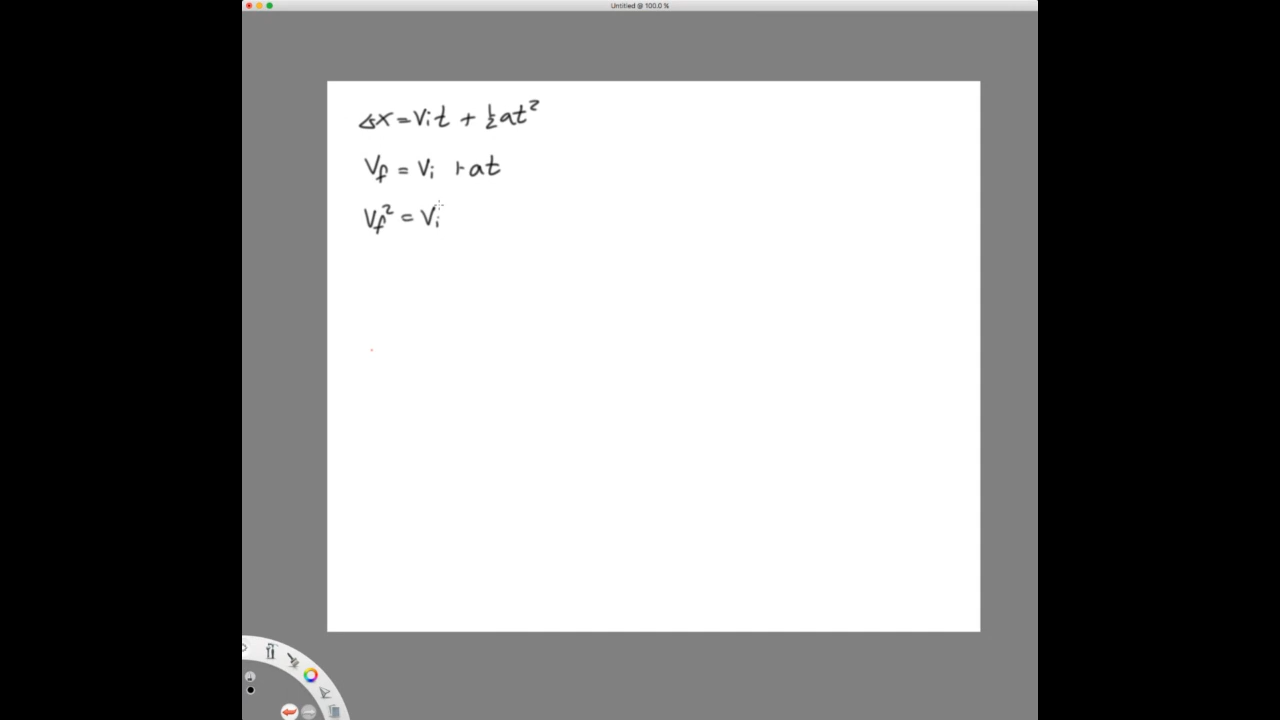 Untitled @ 100.0 %
Δx = Vit + ½at²
Vf = Vi + at
Vf² = Vi